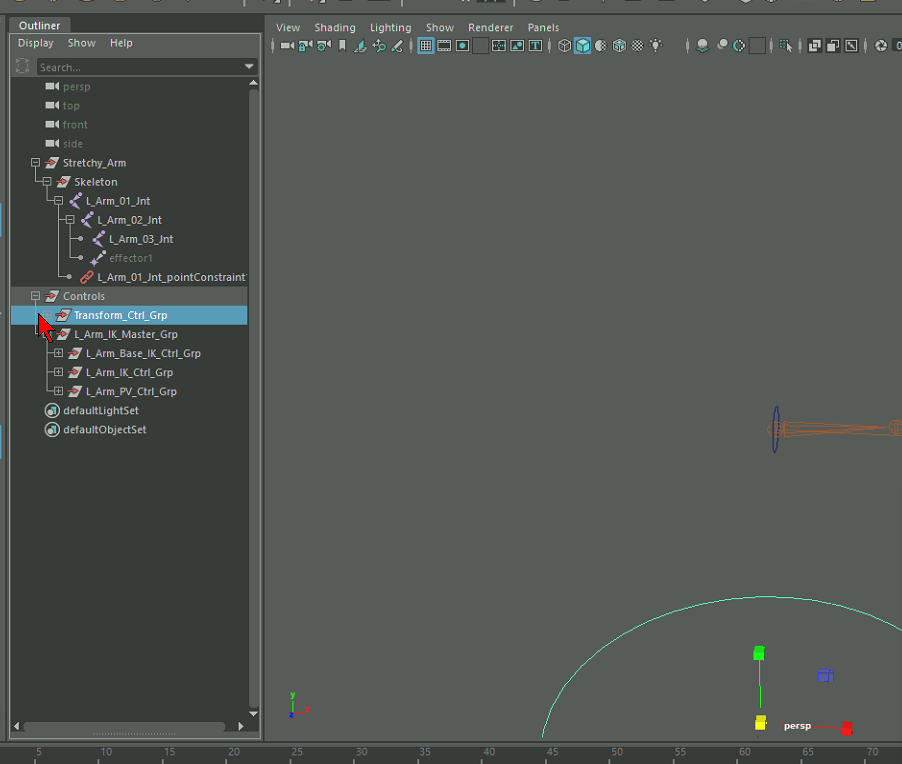 Outliner
Display Show Help
Search...
persp
top
front
side
Stretchy_Arm
Skeleton
L_Arm_01_Jnt
L_Arm_02_Jnt
L_Arm_03_Jnt
effector1
L_Arm_01_Jnt_pointConstraint
Controls
Transform_Ctrl_Grp
L_Arm_IK_Master_Grp
L_Arm_Base_IK_Ctrl_Grp
L_Arm_IK_Ctrl_Grp
L_Arm_PV_Ctrl_Grp
defaultLightSet
defaultObjectSet
View Shading Lighting Show Renderer Panels
0
y
z x
persp
5 10 15 20 25 30 35 40 45 50 55 60 65 70